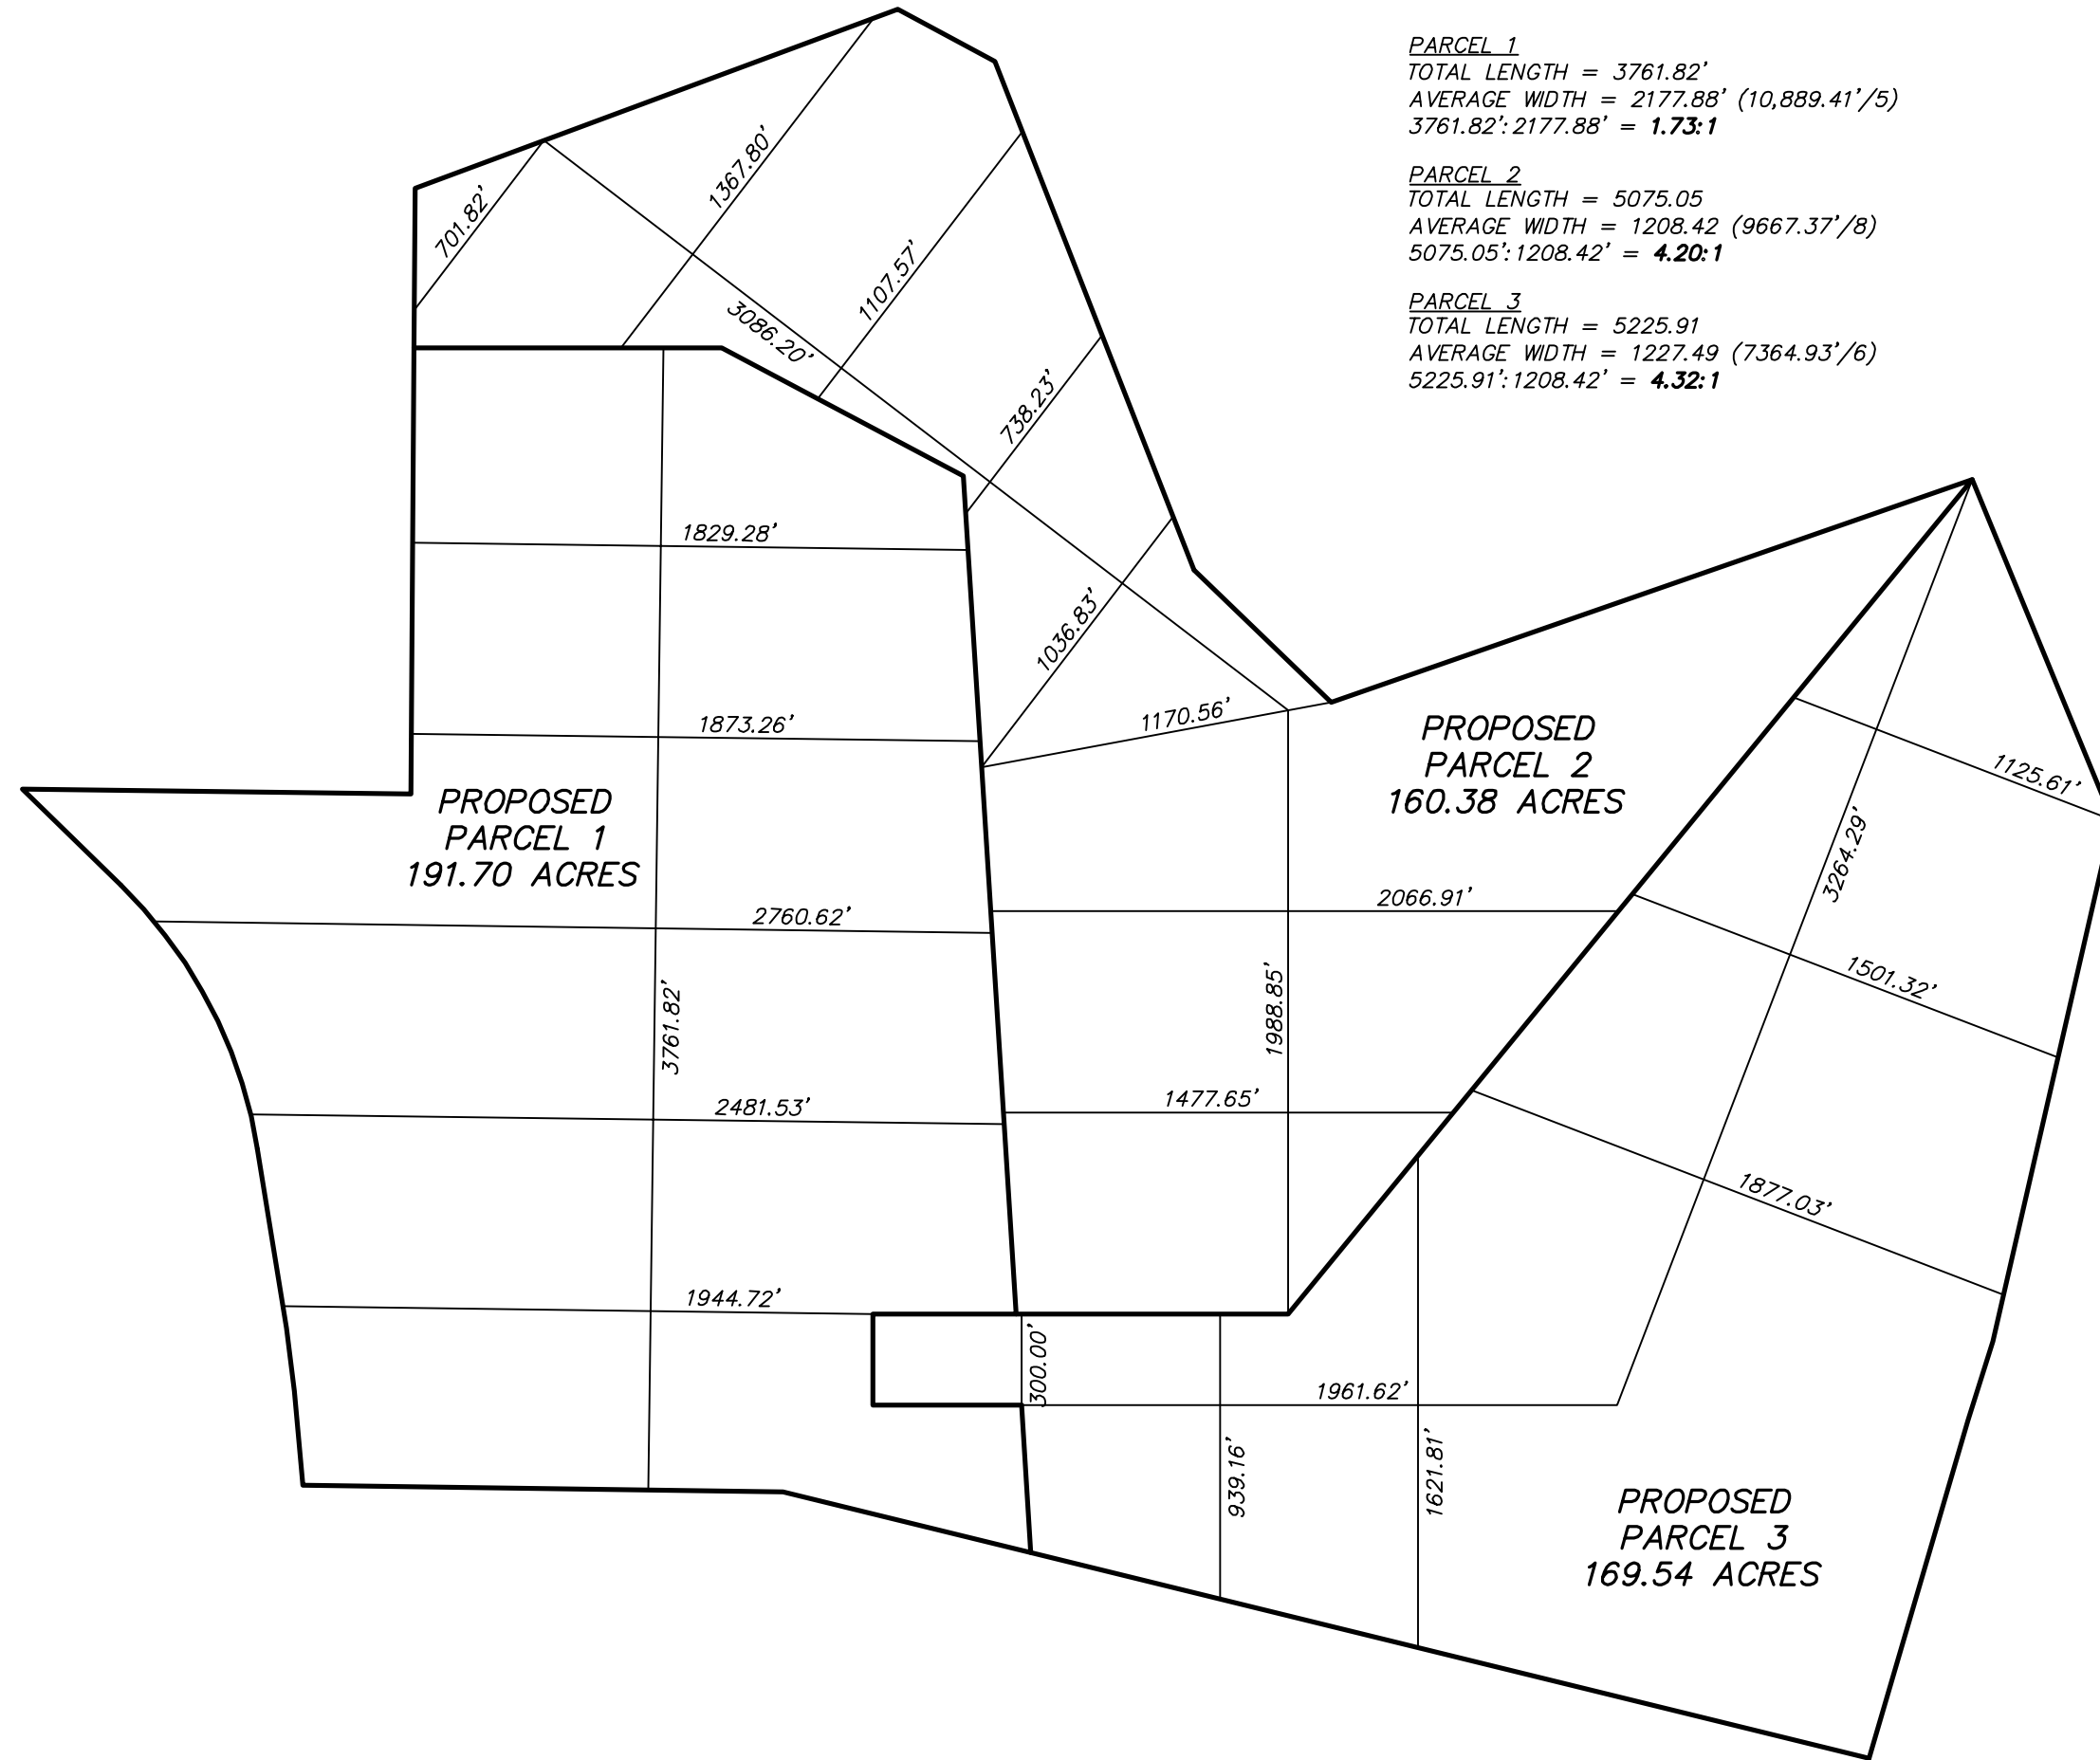 PARCEL 1
TOTAL LENGTH = 3761.82'
AVERAGE WIDTH = 2177.88' (10,889.41'/5)
3761.82':2177.88' = 1.73:1
PARCEL 2
TOTAL LENGTH = 5075.05
AVERAGE WIDTH = 1208.42 (9667.37'/8)
5075.05':1208.42' = 4.20:1
PARCEL 3
TOTAL LENGTH = 5225.91
AVERAGE WIDTH = 1227.49 (7364.93'/6)
5225.91':1208.42' = 4.32:1
701.82'
1367.80'
1107.57'
3086.20'
738.23'
1036.83'
1170.56'
1829.28'
1873.26'
PROPOSED
PARCEL 1
191.70 ACRES
PROPOSED
PARCEL 2
160.38 ACRES
1125.61'
3264.29'
2760.62'
2066.91'
1501.32'
3761.82'
1988.85'
2481.53'
1477.65'
1877.03'
1944.72'
300.00'
1961.62'
939.16'
1621.81'
PROPOSED
PARCEL 3
169.54 ACRES